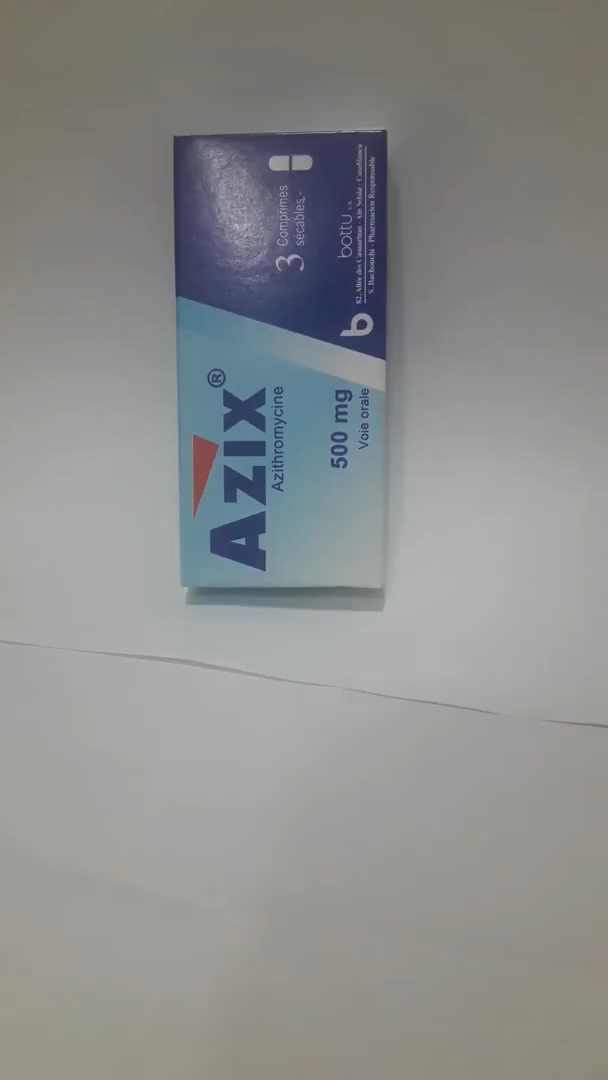 AZIX®
Azithromycine
500 mg
Voie orale
3 Comprimés
sécables.-
b
bottu S.A.
82, Allée des Casuarinas - Aïn Sebâa - Casablanca
S. Bachouchi - Pharmacien Responsable